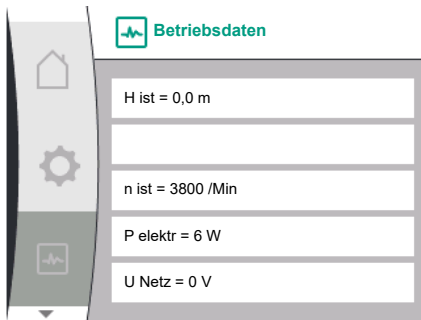 Betriebsdaten
H ist = 0,0 m
n ist = 3800 /Min
P elektr = 6 W
U Netz = 0 V